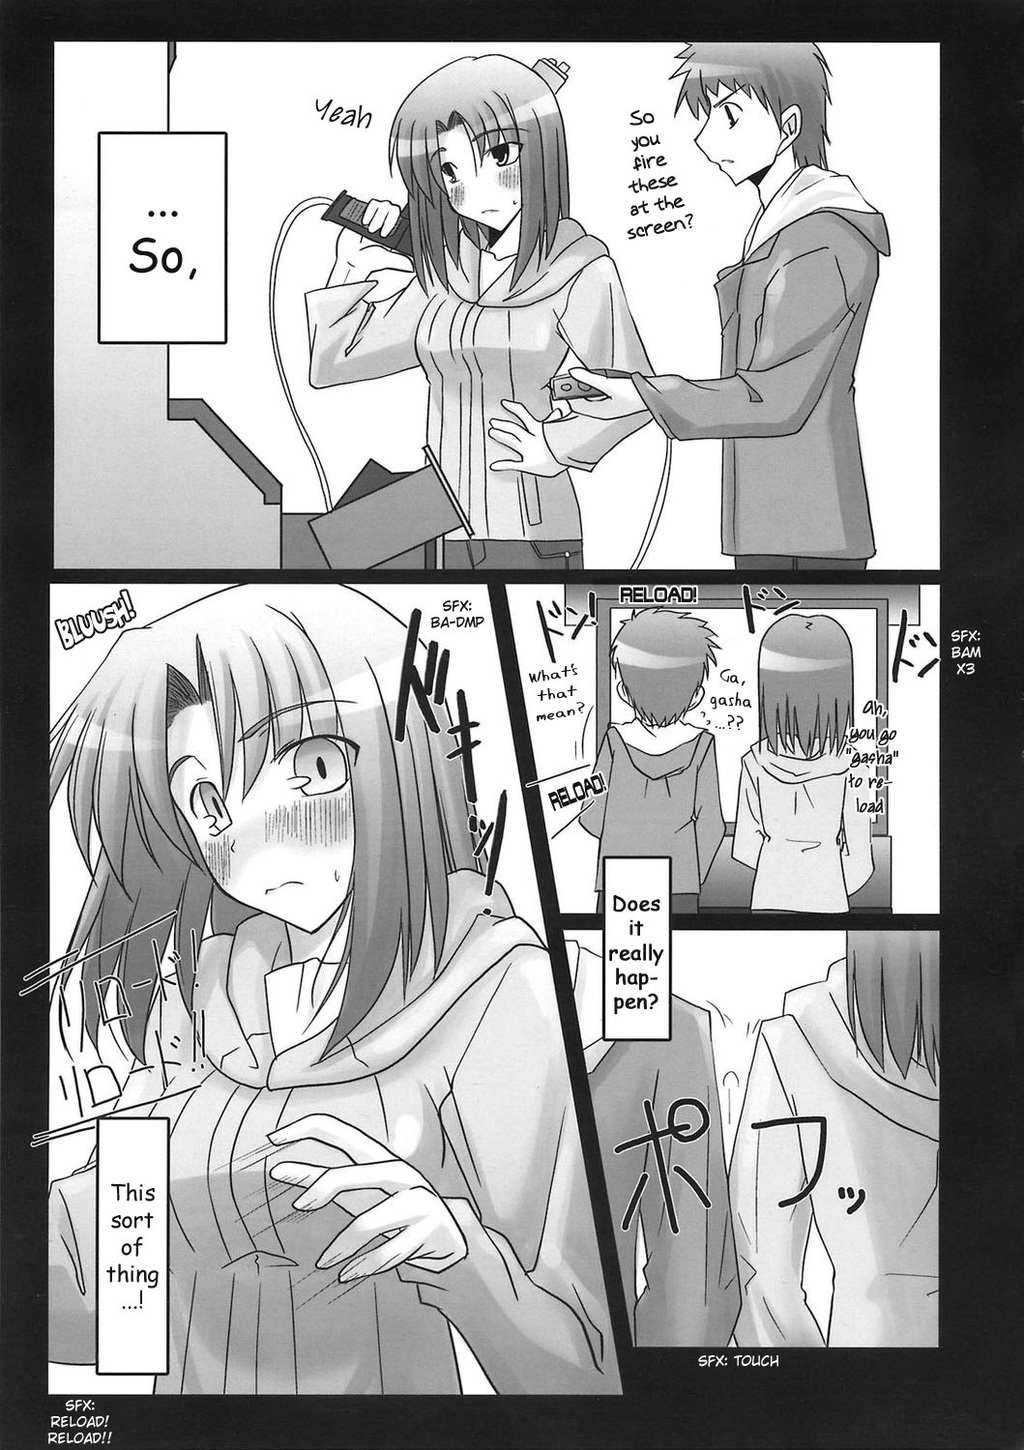 So
you
fire
these
at the
screen?
Yeah
...
So,
SFX:
BAM
X3
ドン!
ドン
ドン
RELOAD!
What's
that
mean?
Ga,
gasha
...??
Ah,
you go
"gasha"
to re-
load
RELOAD!
Does
it
really
hap-
pen?
ポフッ
SFX: TOUCH
BLUUSH!
SFX:
BA-DMP
ドキッ
リロード!
リロード!!
This
sort
of
thing
...!
SFX:
RELOAD!
RELOAD!!